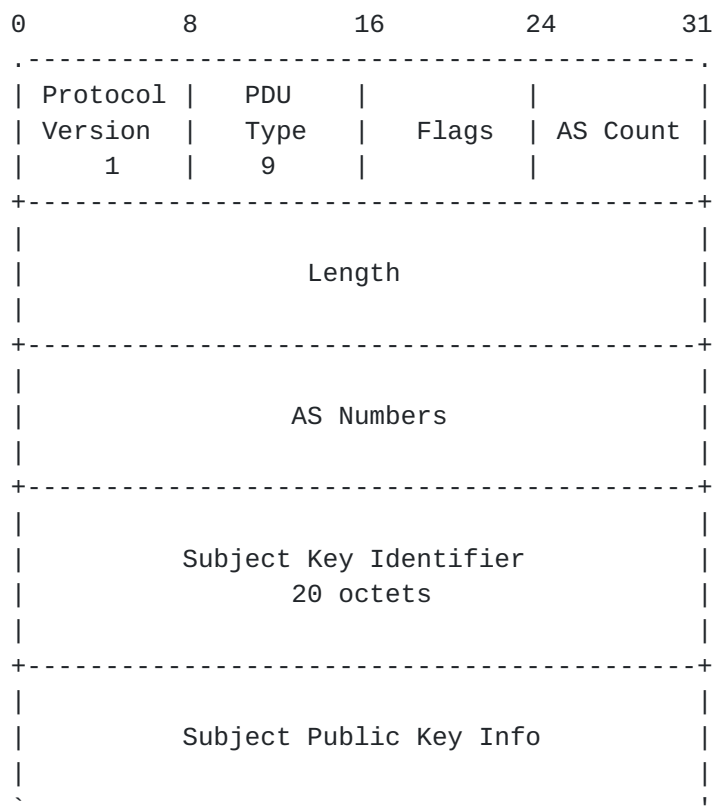 0          8          16         24         31
.-------------------------------------------.
| Protocol |   PDU    |          |          |
| Version  |   Type   |   Flags  | AS Count |
|     1    |    9     |          |          |
+-------------------------------------------+
|                                           |
|                  Length                   |
|                                           |
+-------------------------------------------+
|                                           |
|                 AS Numbers                |
|                                           |
+-------------------------------------------+
|                                           |
|          Subject Key Identifier           |
|                 20 octets                 |
|                                           |
+-------------------------------------------+
|                                           |
|          Subject Public Key Info          |
|                                           |
`                                           '